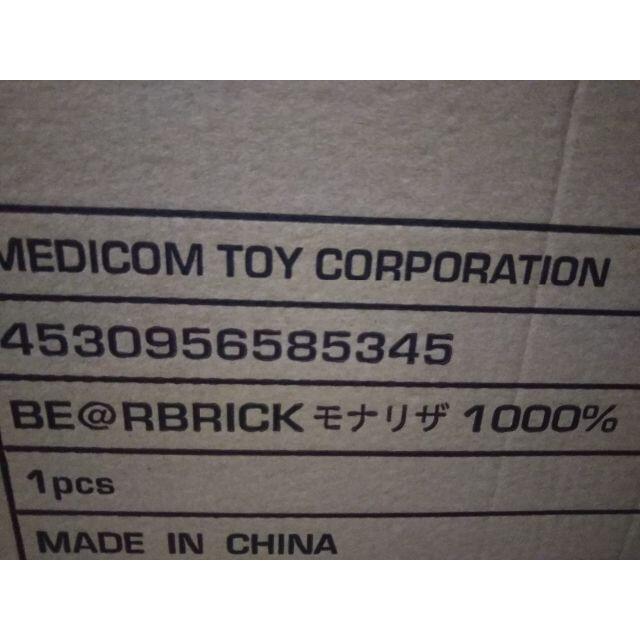 MEDICOM TOY CORPORATION
4530956585345
BE@RBRICK モナリザ 1000%
1pcs
MADE IN CHINA